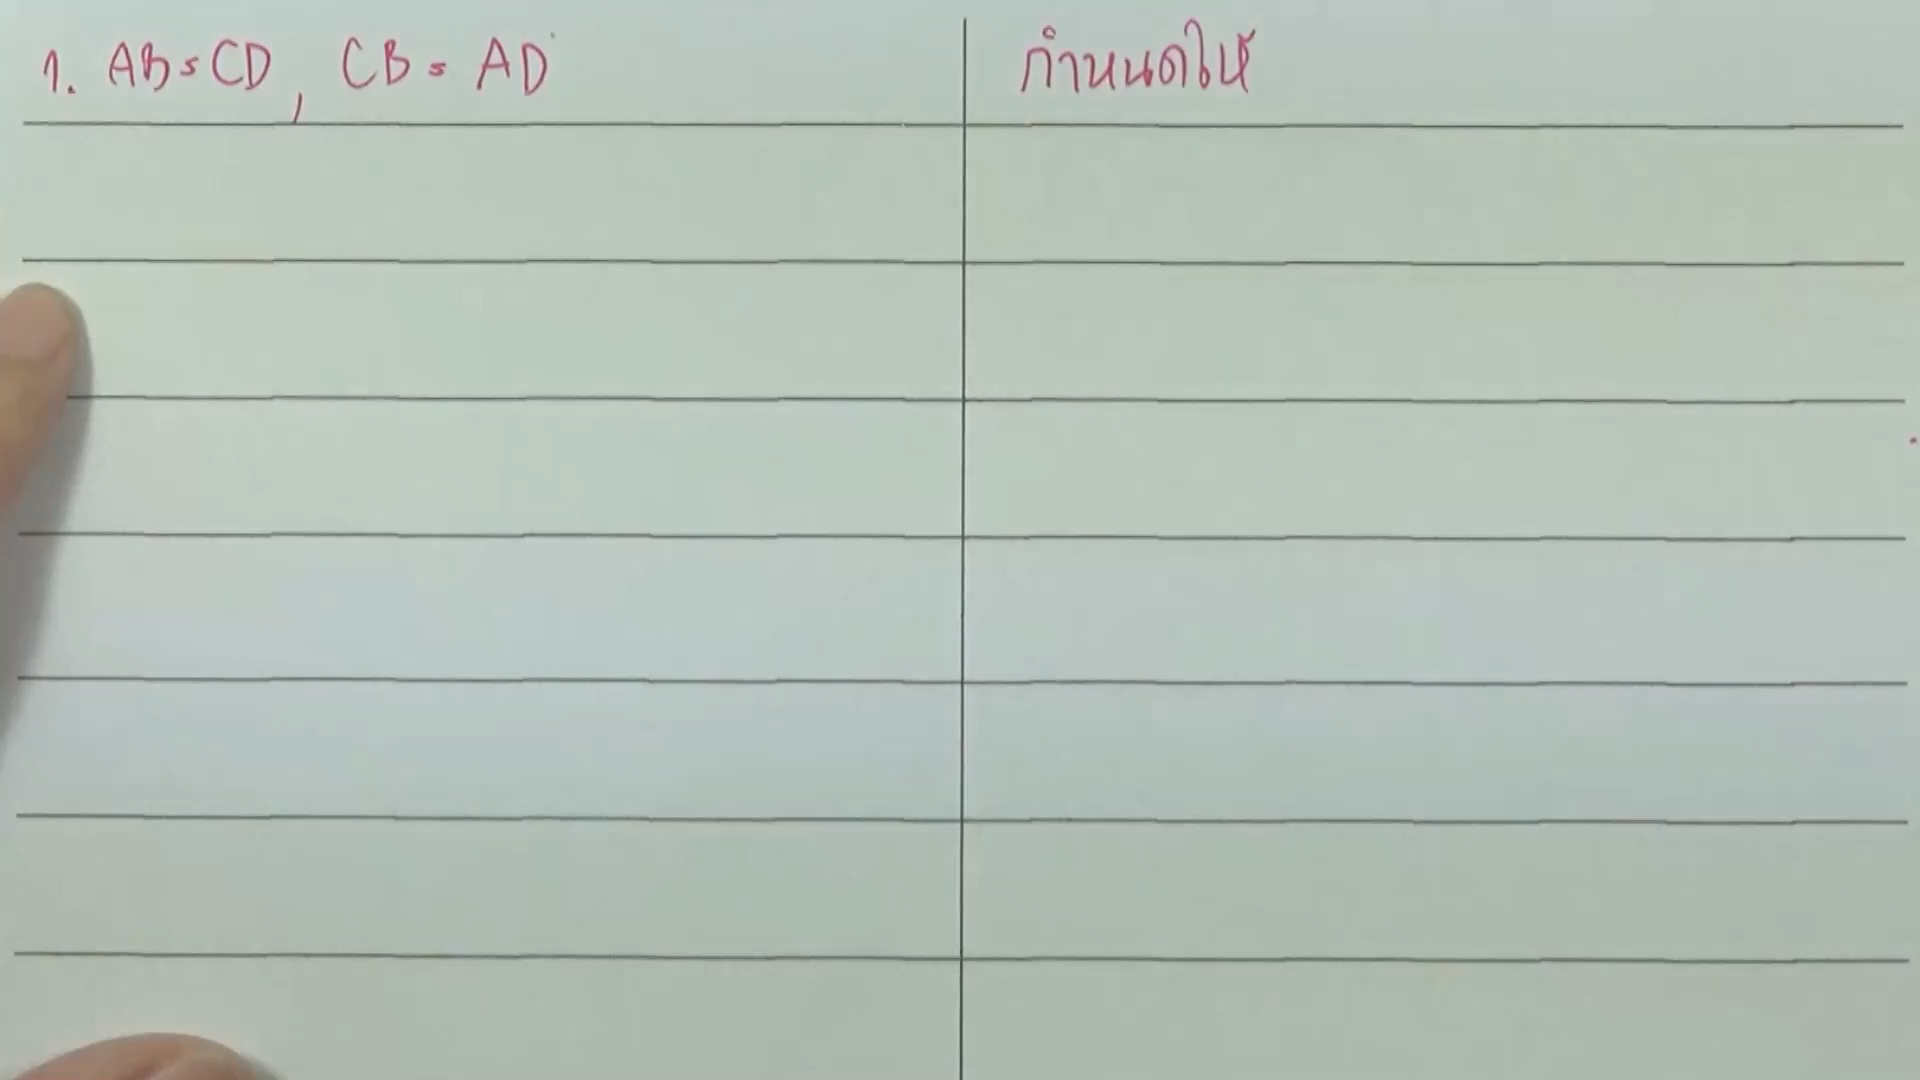 1. AB = CD , CB = AD
กำหนดให้